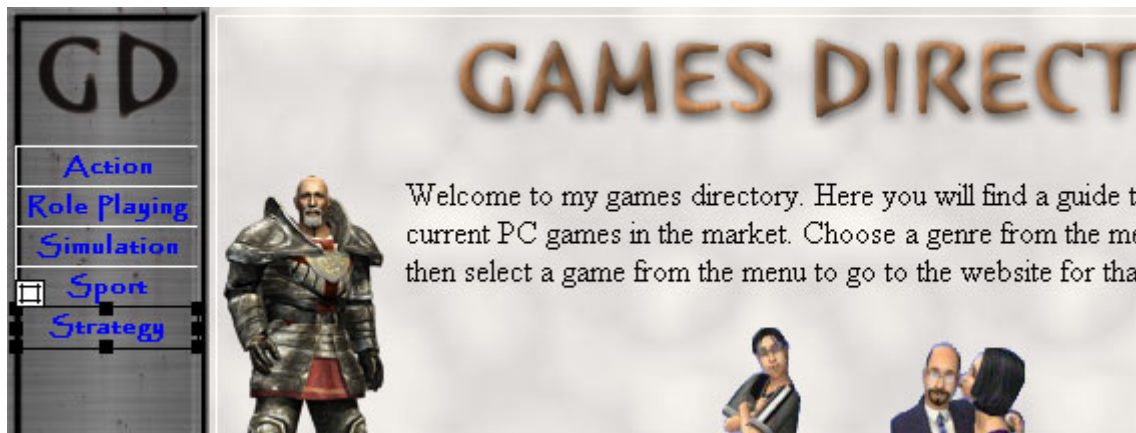 GD
GAMES DIRECT
Action
Role Playing
Simulation
Sport
Strategy
Welcome to my games directory. Here you will find a guide t
current PC games in the market. Choose a genre from the me
then select a game from the menu to go to the website for tha